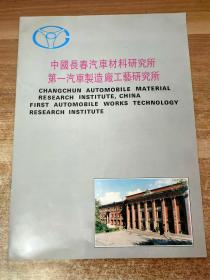 中國長春汽車材料研究所
第一汽車製造廠工藝研究所
CHANGCHUN AUTOMOBILE MATERIAL
RESEARCH INSTITUTE, CHINA
FIRST AUTOMOBILE WORKS TECHNOLOGY
RESEARCH INSTITUTE